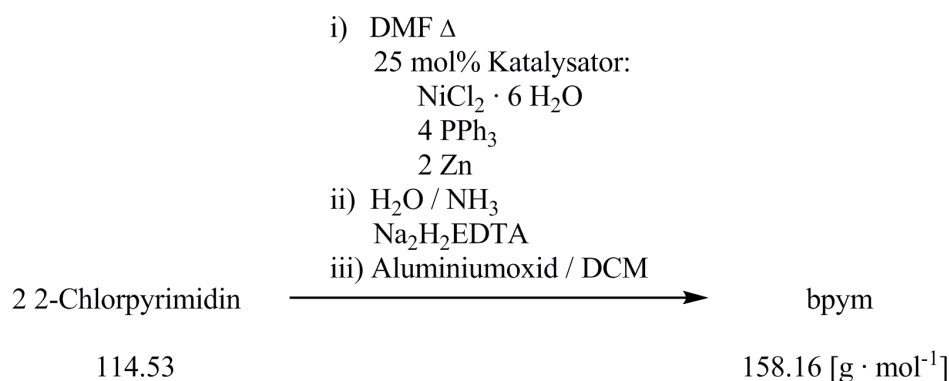 i) DMF Δ
25 mol% Katalysator:
NiCl₂ · 6 H₂O
4 PPh₃
2 Zn
ii) H₂O / NH₃
Na₂H₂EDTA
iii) Aluminiumoxid / DCM
2 2-Chlorpyrimidin bpym
114.53 158.16 [g · mol⁻¹]